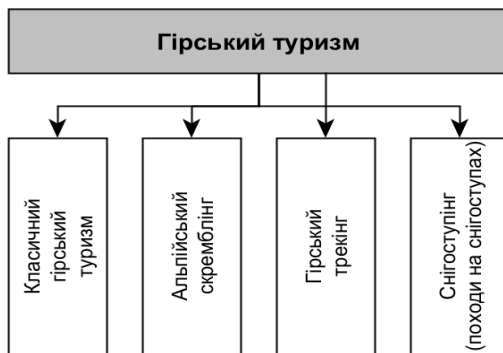 Гірський туризм
Класичний
гірський
туризм
Альпійський
скремблінг
Гірський
трекінг
Снігоступінг
(походи на снігоступах)